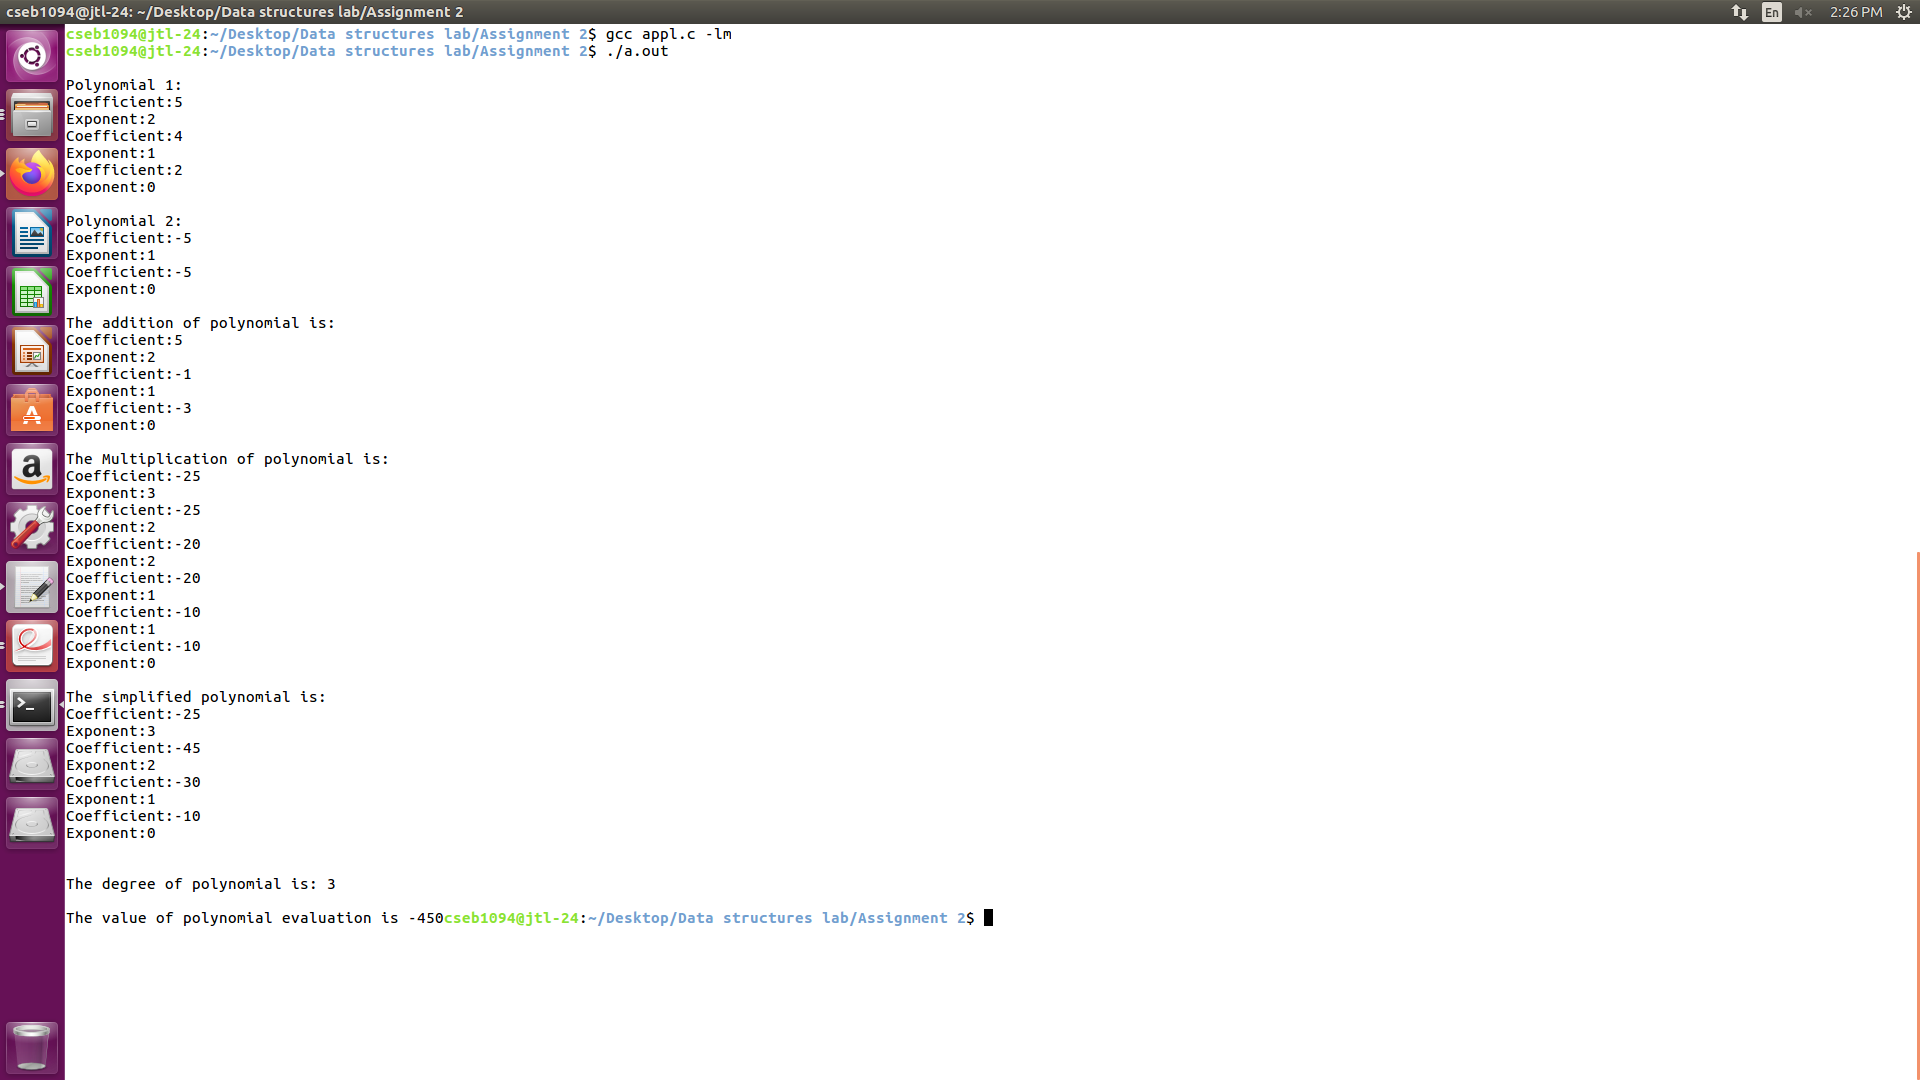 cseb1094@jtl-24: ~/Desktop/Data structures lab/Assignment 2
En
2:26 PM
cseb1094@jtl-24:~/Desktop/Data structures lab/Assignment 2$ gcc appl.c -lm
cseb1094@jtl-24:~/Desktop/Data structures lab/Assignment 2$ ./a.out
Polynomial 1:
Coefficient:5
Exponent:2
Coefficient:4
Exponent:1
Coefficient:2
Exponent:0
Polynomial 2:
Coefficient:-5
Exponent:1
Coefficient:-5
Exponent:0
The addition of polynomial is:
Coefficient:5
Exponent:2
Coefficient:-1
Exponent:1
Coefficient:-3
Exponent:0
The Multiplication of polynomial is:
Coefficient:-25
Exponent:3
Coefficient:-25
Exponent:2
Coefficient:-20
Exponent:2
Coefficient:-20
Exponent:1
Coefficient:-10
Exponent:1
Coefficient:-10
Exponent:0
The simplified polynomial is:
Coefficient:-25
Exponent:3
Coefficient:-45
Exponent:2
Coefficient:-30
Exponent:1
Coefficient:-10
Exponent:0
The degree of polynomial is: 3
The value of polynomial evaluation is -450cseb1094@jtl-24:~/Desktop/Data structures lab/Assignment 2$